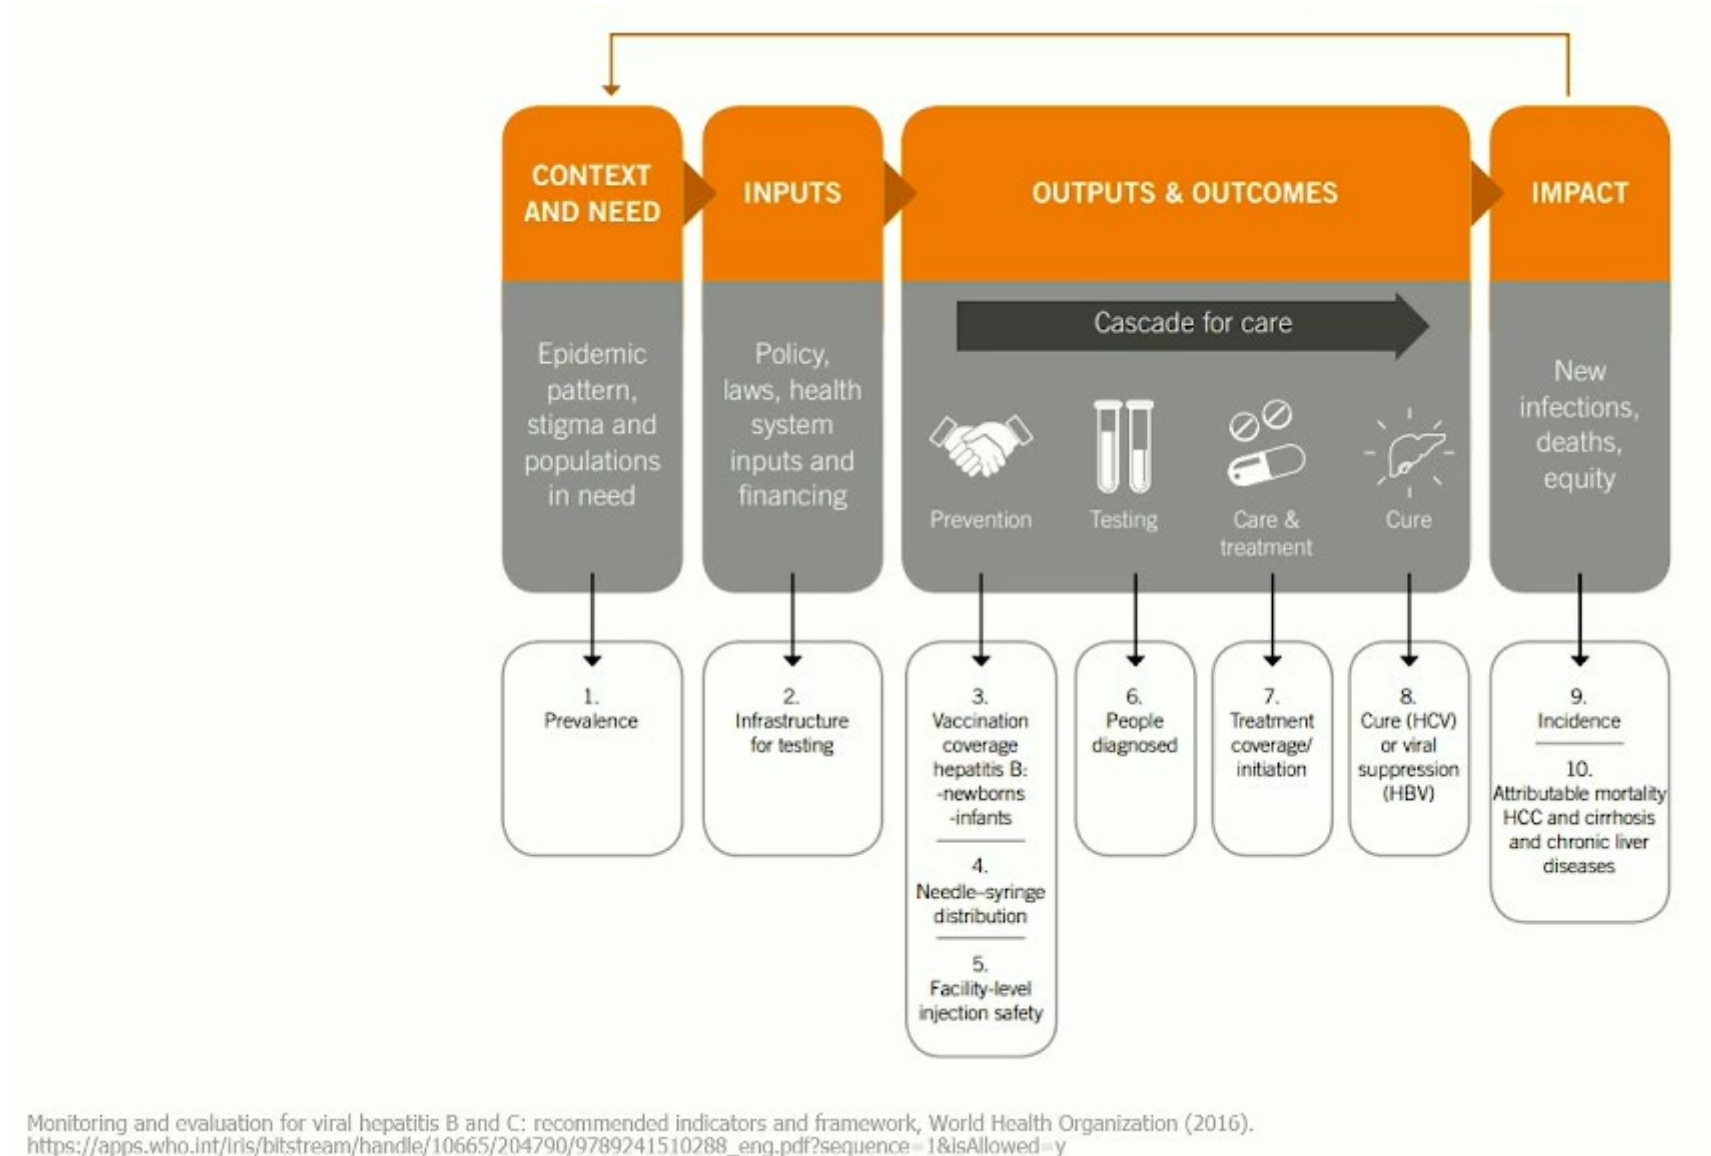 CONTEXT
AND NEED
INPUTS
OUTPUTS & OUTCOMES
IMPACT
Epidemic
pattern,
stigma and
populations
in need
Policy,
laws, health
system
inputs and
financing
Cascade for care
Prevention
Testing
Care &
treatment
Cure
New
infections,
deaths,
equity
1.
Prevalence
2.
Infrastructure
for testing
3.
Vaccination
coverage
hepatitis B:
-newborns
-infants
4.
Needle–syringe
distribution
5.
Facility-level
injection safety
6.
People
diagnosed
7.
Treatment
coverage/
initiation
8.
Cure (HCV)
or viral
suppression
(HBV)
9.
Incidence
10.
Attributable mortality
HCC and cirrhosis
and chronic liver
diseases
Monitoring and evaluation for viral hepatitis B and C: recommended indicators and framework, World Health Organization (2016).
https://apps.who.int/iris/bitstream/handle/10665/204790/9789241510288_eng.pdf?sequence=1&isAllowed=y